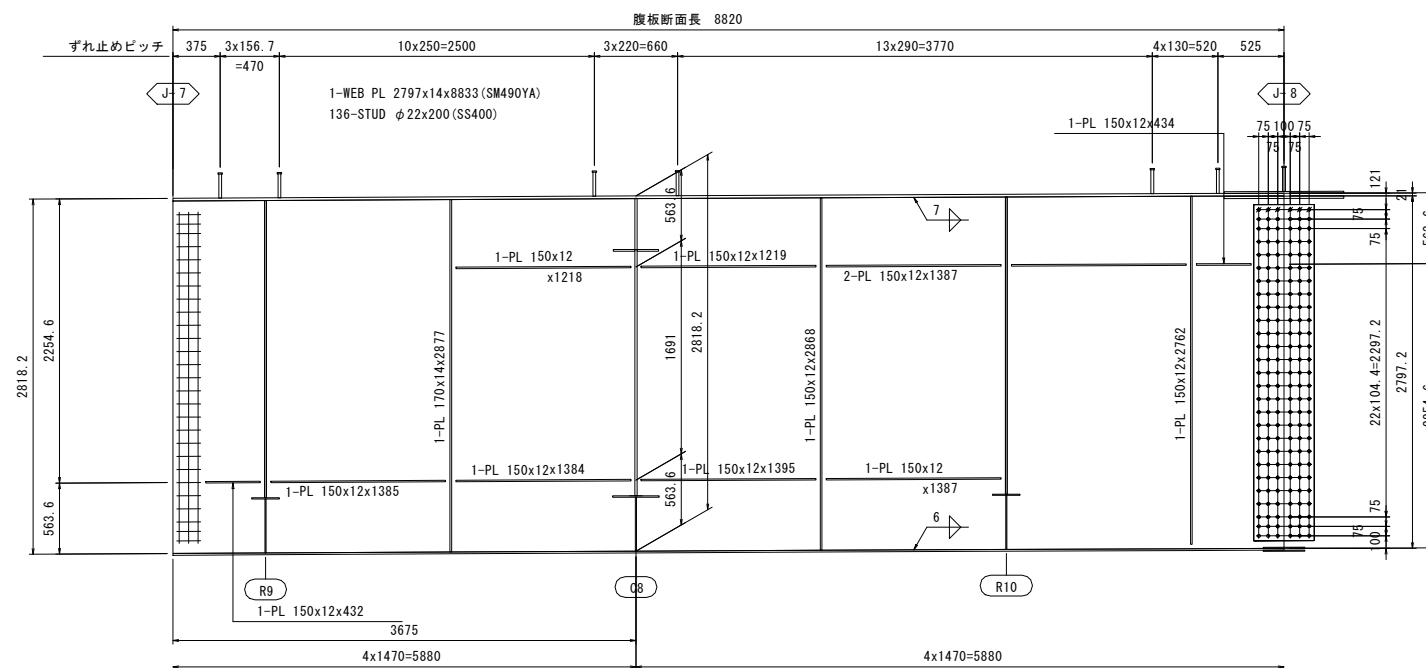 腹板断面長 8820
ずれ止めピッチ 375 3x156.7 10x250=2500 3x220=660 13x290=3770 4x130=520 525
=470
J-7
1-WEB PL 2797x14x8833(SM490YA)
136-STUD φ22x200(SS400)
J-8
1-PL 150x12x434
75 100 75
75 75
121
21
75
75
563.6
7
1-PL 150x12
x1218
1-PL 150x12x1219
2-PL 150x12x1387
2818.2
2254.6
563.6
1-PL 170x14x2877
1691
2818.2
1-PL 150x12x2868
1-PL 150x12x2762
22x104.4=2297.2
2797.2
1-PL 150x12x1385
1-PL 150x12x1384
563.6
1-PL 150x12x1395
1-PL 150x12
x1387
6
75
75
100
R9
C8
R10
1-PL 150x12x432
3675
4x1470=5880
4x1470=5880